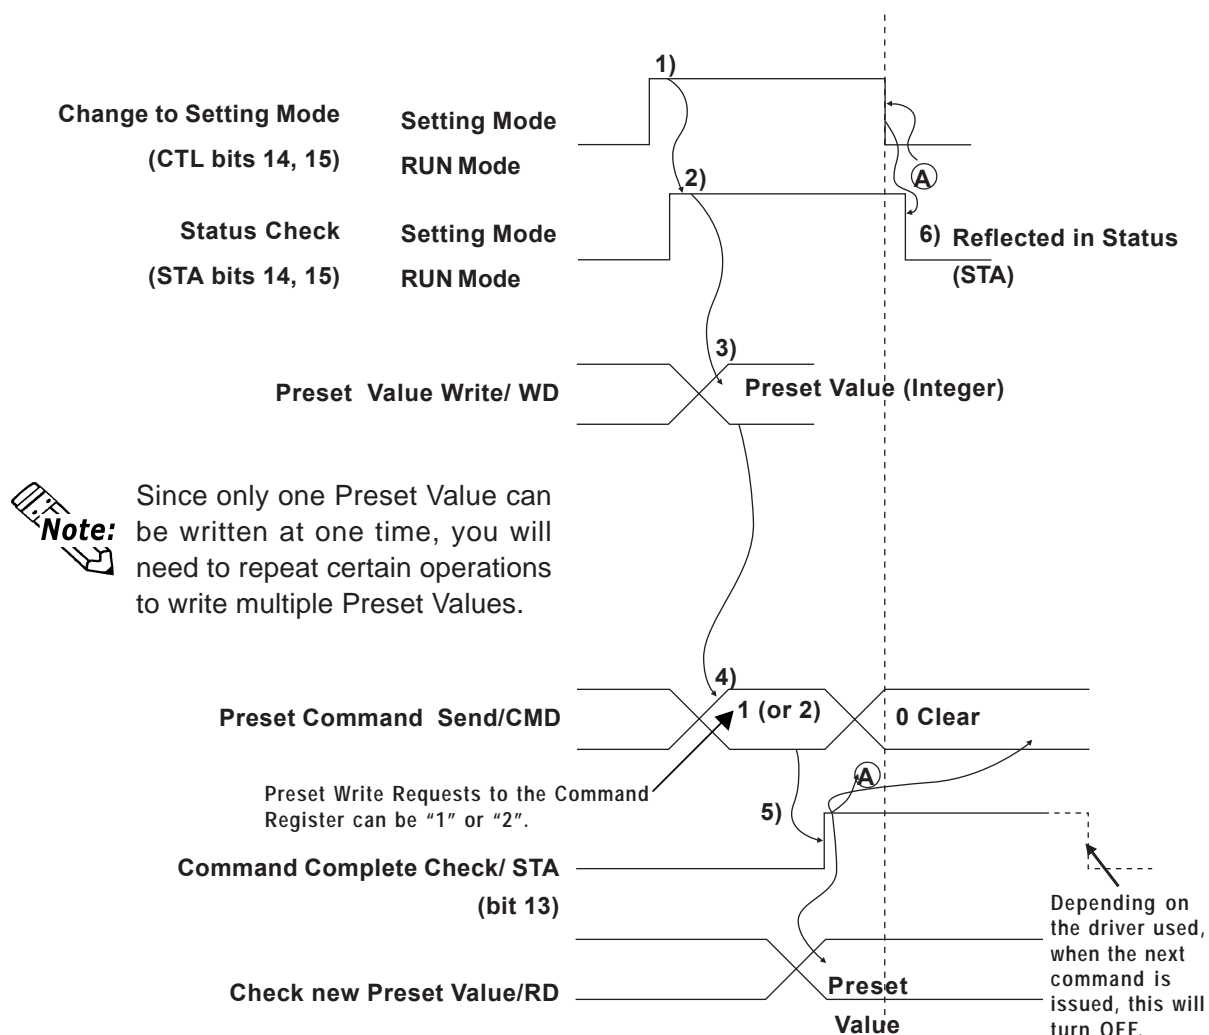 1)
Change to Setting Mode
(CTL bits 14, 15)
Setting Mode
RUN Mode
A
2)
Status Check
(STA bits 14, 15)
Setting Mode
RUN Mode
6) Reflected in Status
(STA)
3)
Preset Value Write/ WD
Preset Value (Integer)
Note:
Since only one Preset Value can
be written at one time, you will
need to repeat certain operations
to write multiple Preset Values.
4)
Preset Command Send/CMD
1 (or 2)
0 Clear
A
Preset Write Requests to the Command
Register can be “1” or “2”.
5)
Command Complete Check/ STA
(bit 13)
Depending on
the driver used,
when the next
command is
issued, this will
turn OFF.
Check new Preset Value/RD
Preset
Value